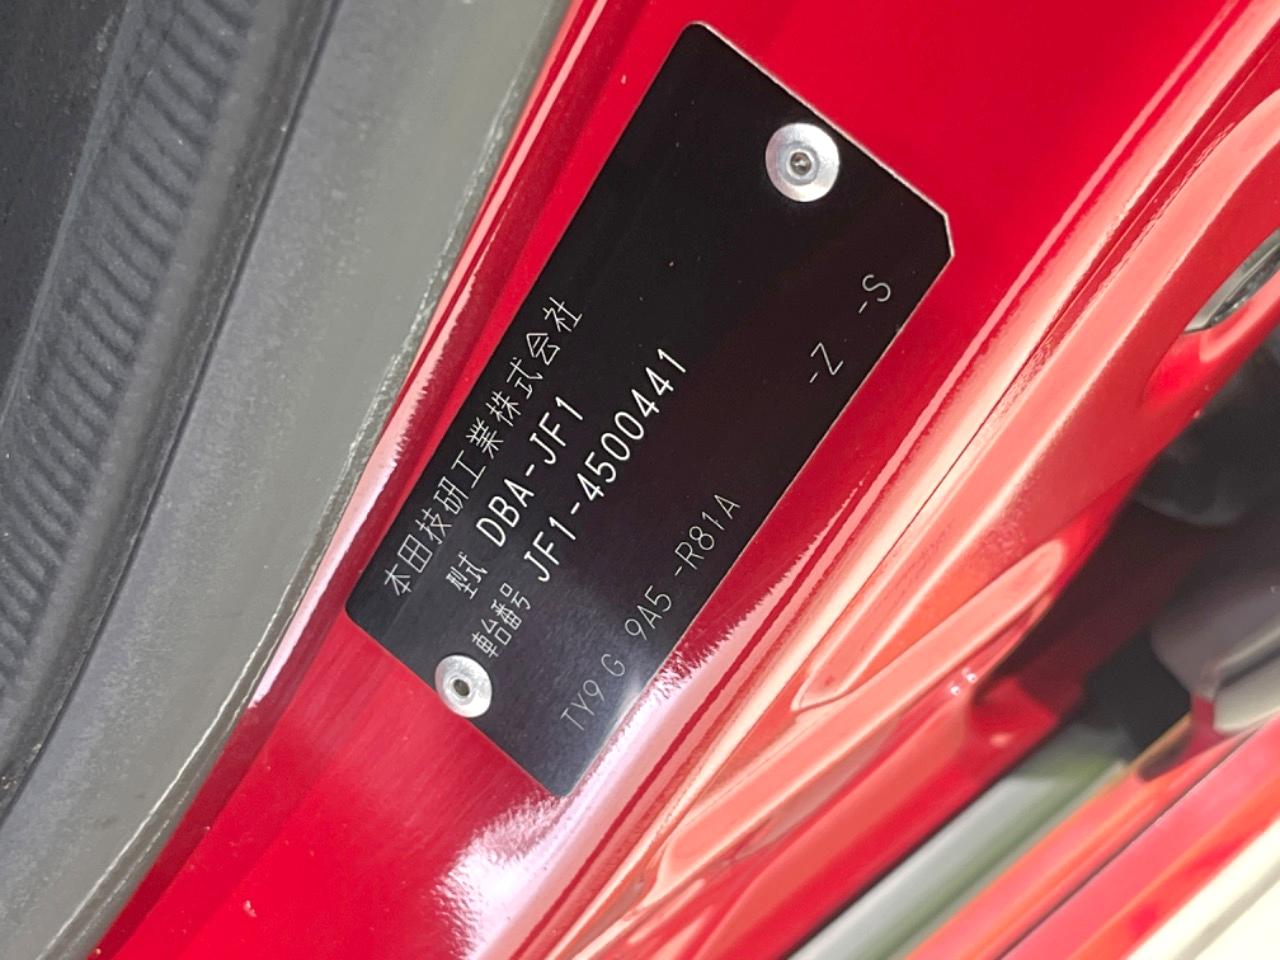 本田技研工業株式会社
型式 DBA-JF1
車台番号 JF1-4500441
TY9 G 9A5 -R81A -Z -S